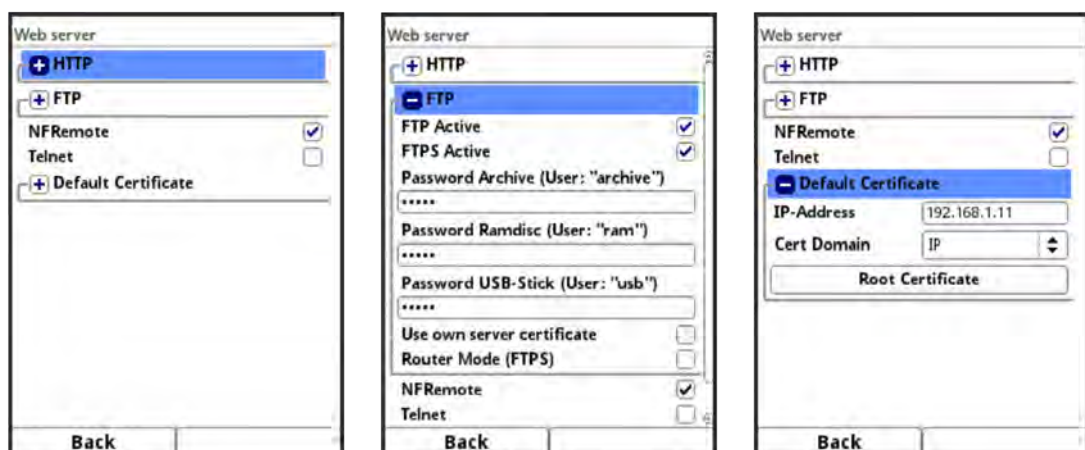 Web server
HTTP
FTP
NFRemote
Telnet
Default Certificate
Back
Web server
HTTP
FTP
FTP Active
FTPS Active
Password Archive (User: "archive")
•••••
Password Ramdisc (User: "ram")
•••••
Password USB-Stick (User: "usb")
•••••
Use own server certificate
Router Mode (FTPS)
NFRemote
Telnet
Back
Web server
HTTP
FTP
NFRemote
Telnet
Default Certificate
IP-Address 192.168.1.11
Cert Domain IP
Root Certificate
Back